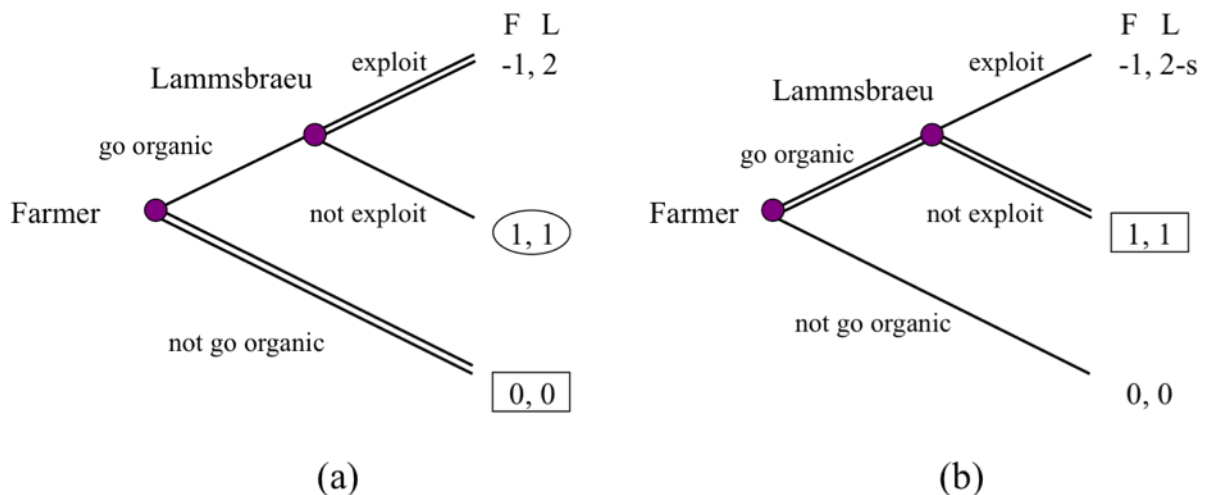 F L
exploit
-1, 2
Lammsbraeu
go organic
Farmer
not exploit
1, 1
not go organic
0, 0
(a)
F L
exploit
-1, 2-s
Lammsbraeu
go organic
Farmer
not exploit
1, 1
not go organic
0, 0
(b)